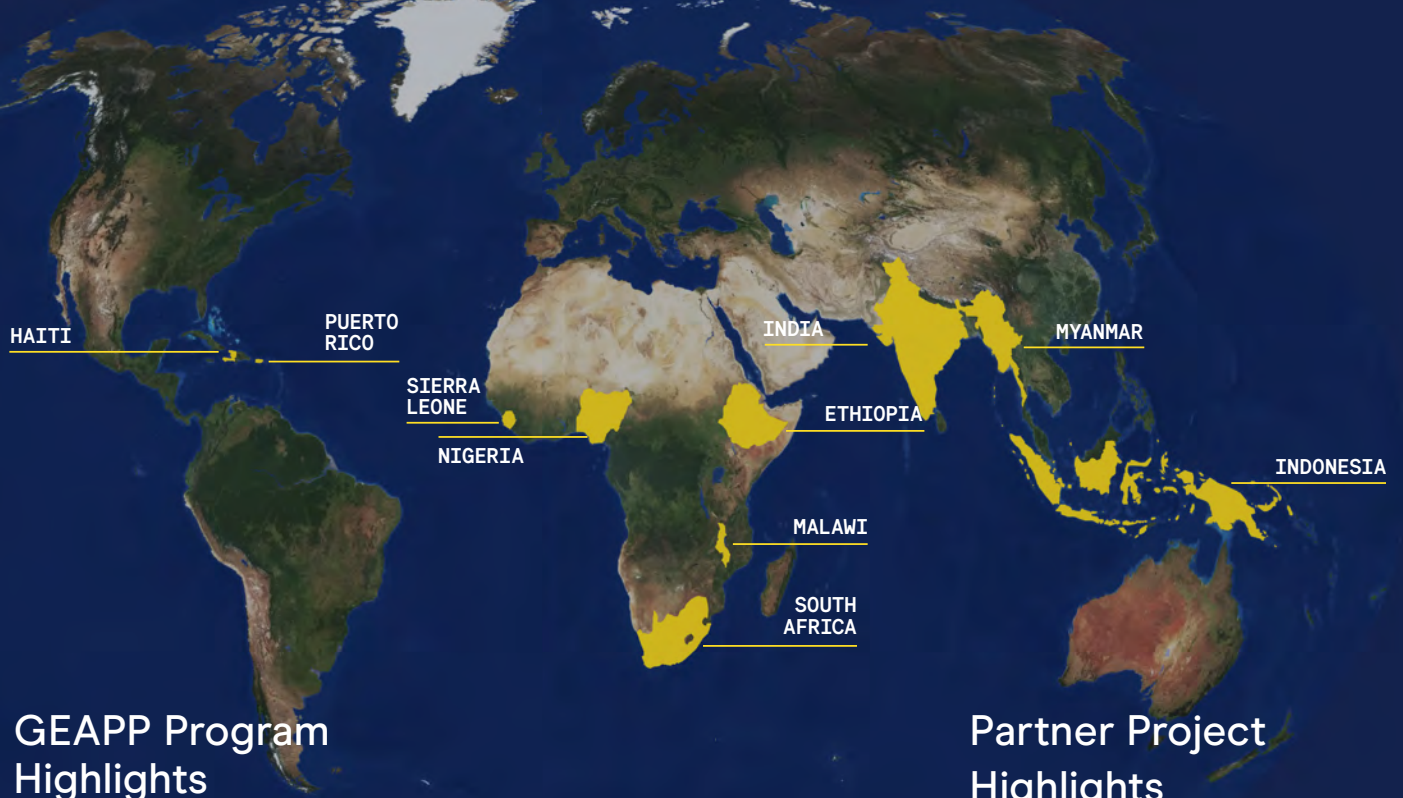 HAITI
PUERTO
RICO
INDIA
MYANMAR
SIERRA
LEONE
ETHIOPIA
NIGERIA
INDONESIA
MALAWI
SOUTH
AFRICA
GEAPP Program
Highlights
Partner Project
Highlights